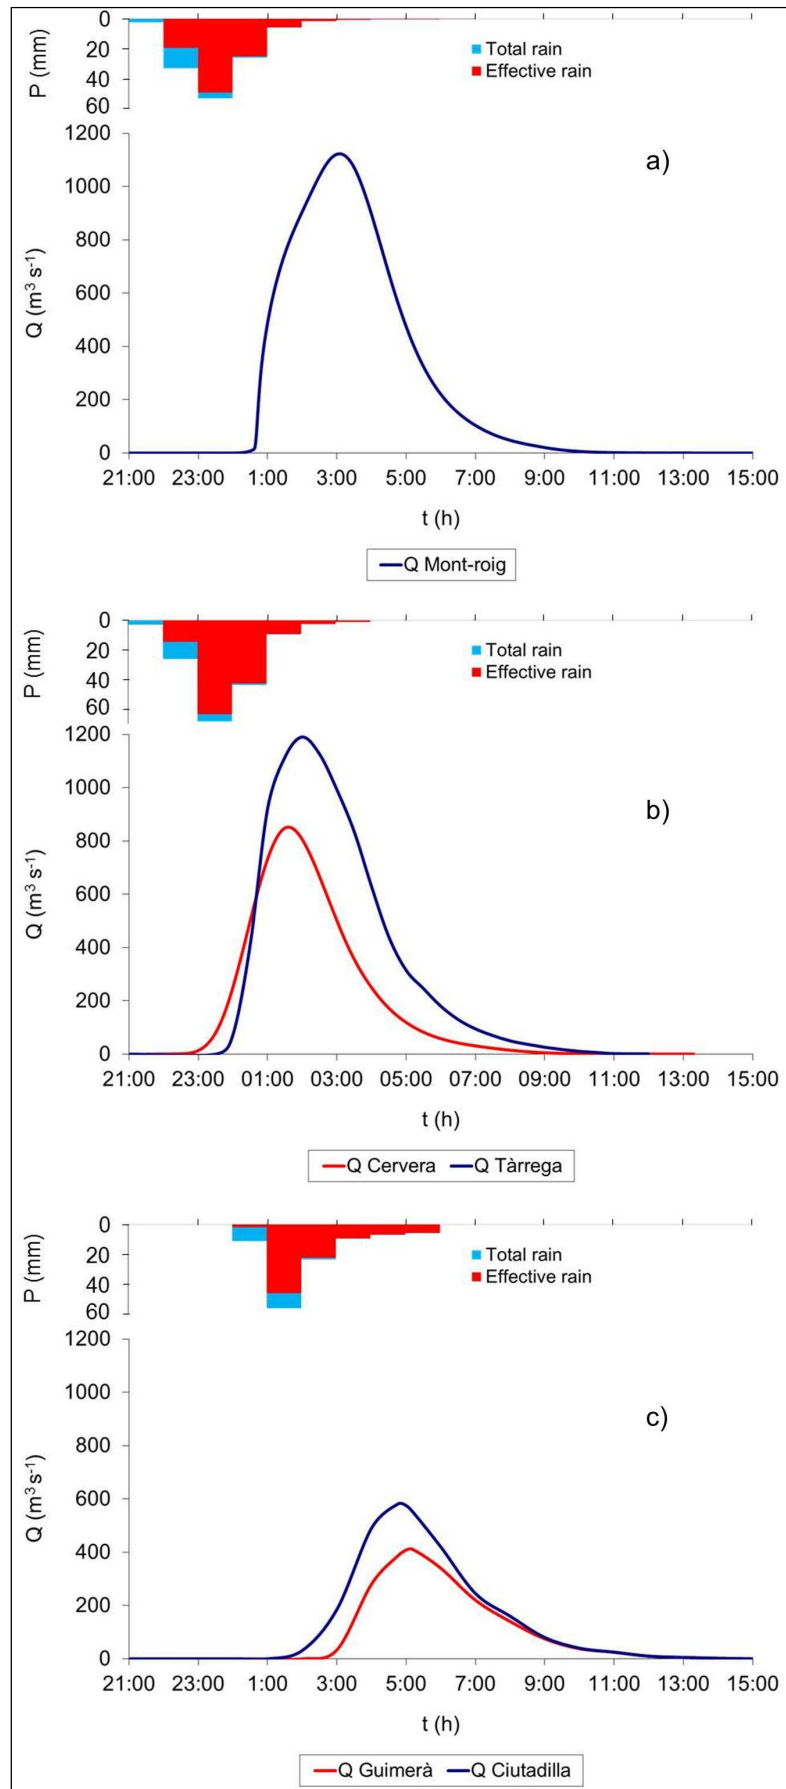 0
20
40
60
P (mm)
Total rain
Effective rain
1200
1000
800
600
400
200
0
Q (m³ s⁻¹)
a)
21:00 23:00 1:00 3:00 5:00 7:00 9:00 11:00 13:00 15:00
t (h)
Q Mont-roig
0
20
40
60
P (mm)
Total rain
Effective rain
1200
1000
800
600
400
200
0
Q (m³ s⁻¹)
b)
21:00 23:00 01:00 03:00 05:00 07:00 09:00 11:00 13:00 15:00
t (h)
Q Cervera Q Tàrrega
0
20
40
60
P (mm)
Total rain
Effective rain
1200
1000
800
600
400
200
0
Q (m³ s⁻¹)
c)
21:00 23:00 1:00 3:00 5:00 7:00 9:00 11:00 13:00 15:00
t (h)
Q Guimerà Q Ciutadilla